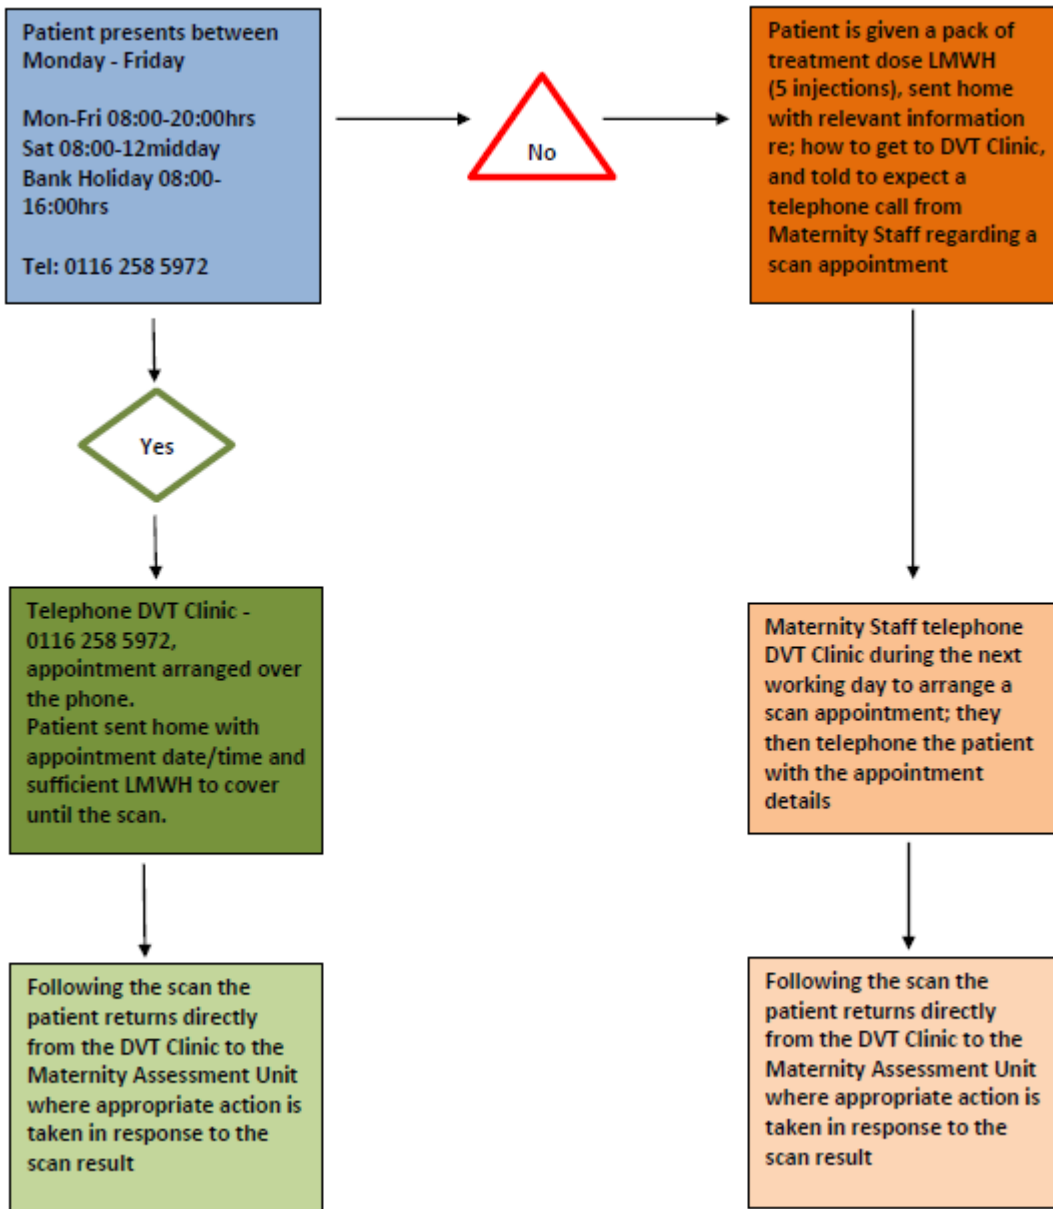 Patient presents between
Monday - Friday
Mon-Fri 08:00-20:00hrs
Sat 08:00-12midday
Bank Holiday 08:00-
16:00hrs
Tel: 0116 258 5972
No
Patient is given a pack of
treatment dose LMWH
(5 injections), sent home
with relevant information
re; how to get to DVT Clinic,
and told to expect a
telephone call from
Maternity Staff regarding a
scan appointment
Yes
Telephone DVT Clinic -
0116 258 5972,
appointment arranged over
the phone.
Patient sent home with
appointment date/time and
sufficient LMWH to cover
until the scan.
Maternity Staff telephone
DVT Clinic during the next
working day to arrange a
scan appointment; they
then telephone the patient
with the appointment
details
Following the scan the
patient returns directly
from the DVT Clinic to the
Maternity Assessment Unit
where appropriate action is
taken in response to the
scan result
Following the scan the
patient returns directly
from the DVT Clinic to the
Maternity Assessment Unit
where appropriate action is
taken in response to the
scan result